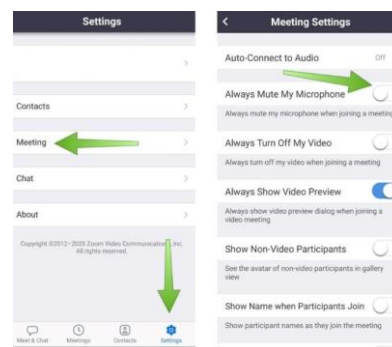 Settings
Contacts
Meeting
Chat
About
Copyright ©2012-2020 Zoom Video Communications, Inc.
All rights reserved.
Meet & Chat
Meetings
Contacts
Settings
Meeting Settings
Auto-Connect to Audio
Off
Always Mute My Microphone
Always mute my microphone when joining a meeting
Always Turn Off My Video
Always turn off my video when joining a meeting
Always Show Video Preview
Always show video preview dialog when joining a
video meeting
Show Non-Video Participants
See the avatar of non-video participants in gallery
view
Show Name when Participants Join
Show participant names as they join the meeting